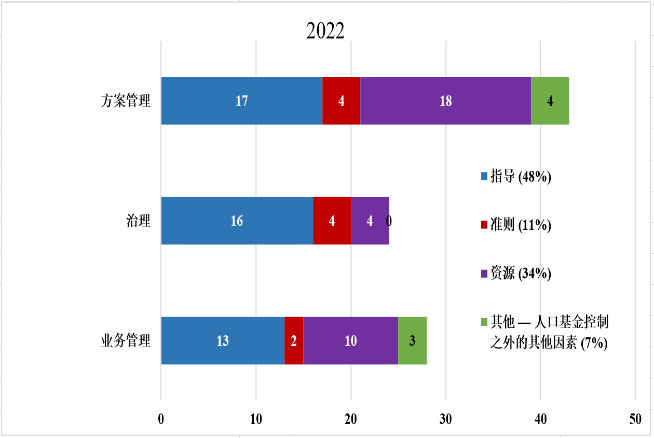 2022
方案管理
17 4 18 4
治理
16 4 4 0
业务管理
13 2 10 3
指导 (48%)
准则 (11%)
资源 (34%)
其他 — 人口基金控制
之外的其他因素 (7%)
0 10 20 30 40 50